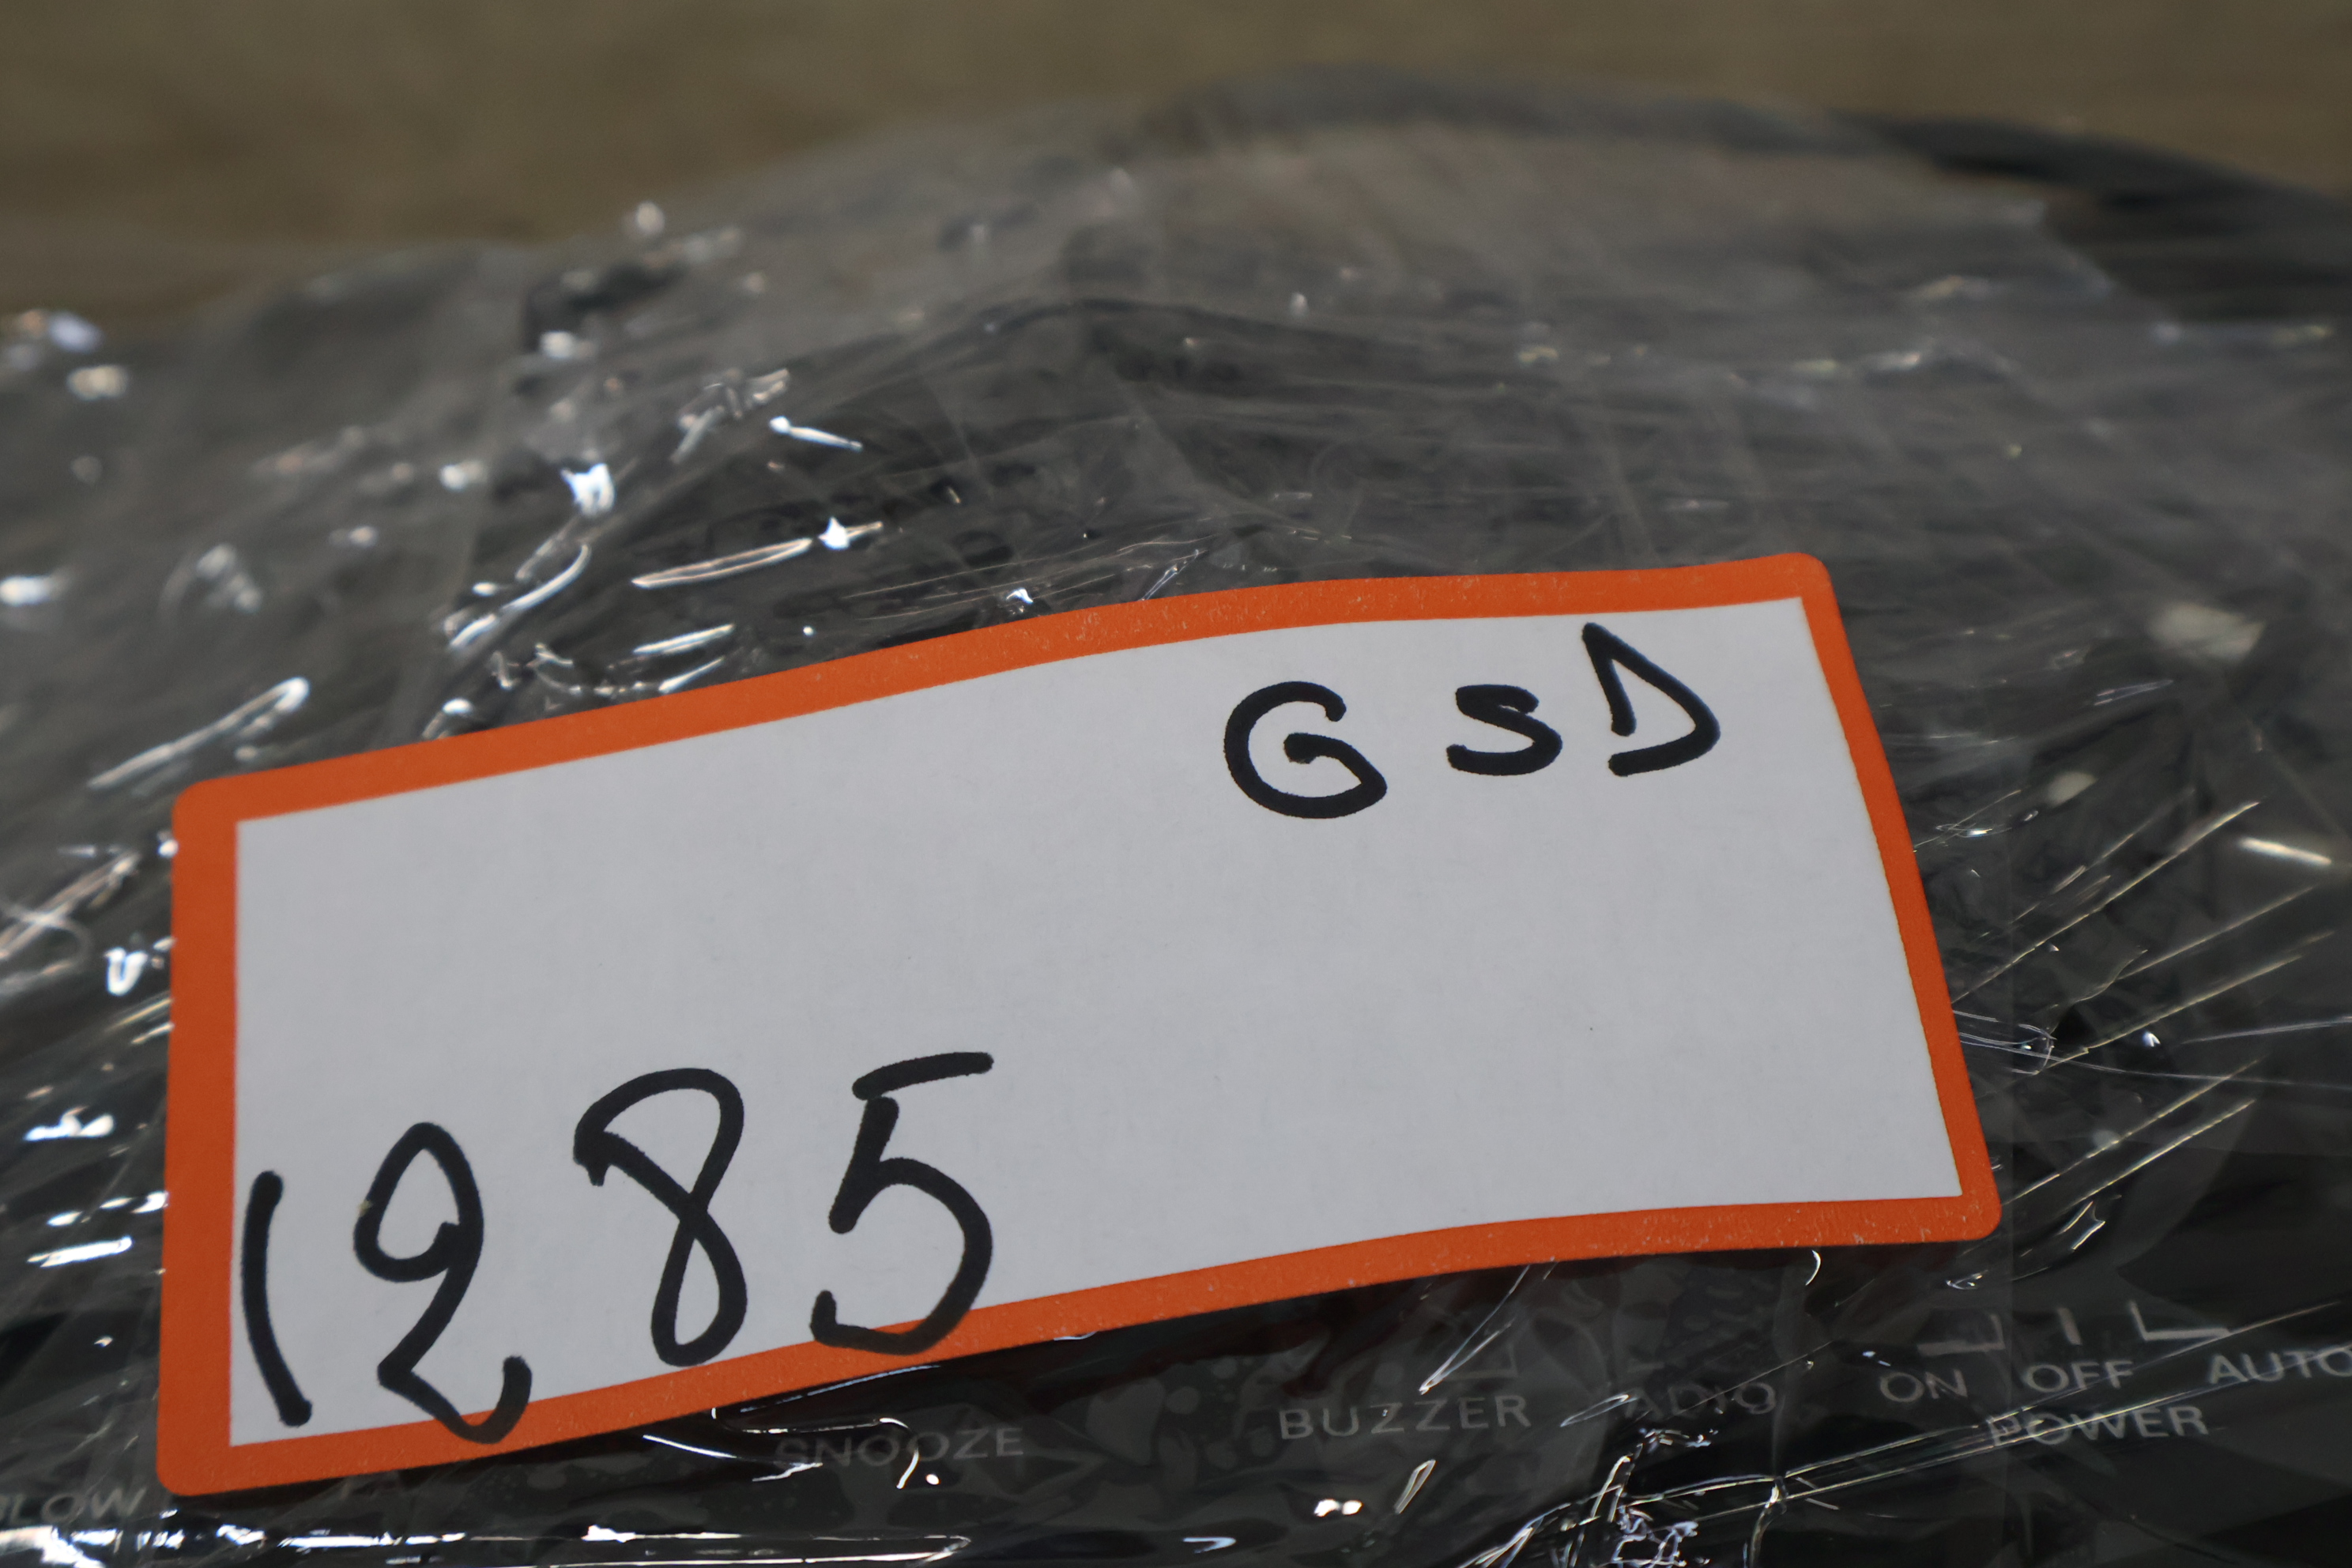 GSD
1285
ON OFF AUTO
SNOOZE BUZZER POWER